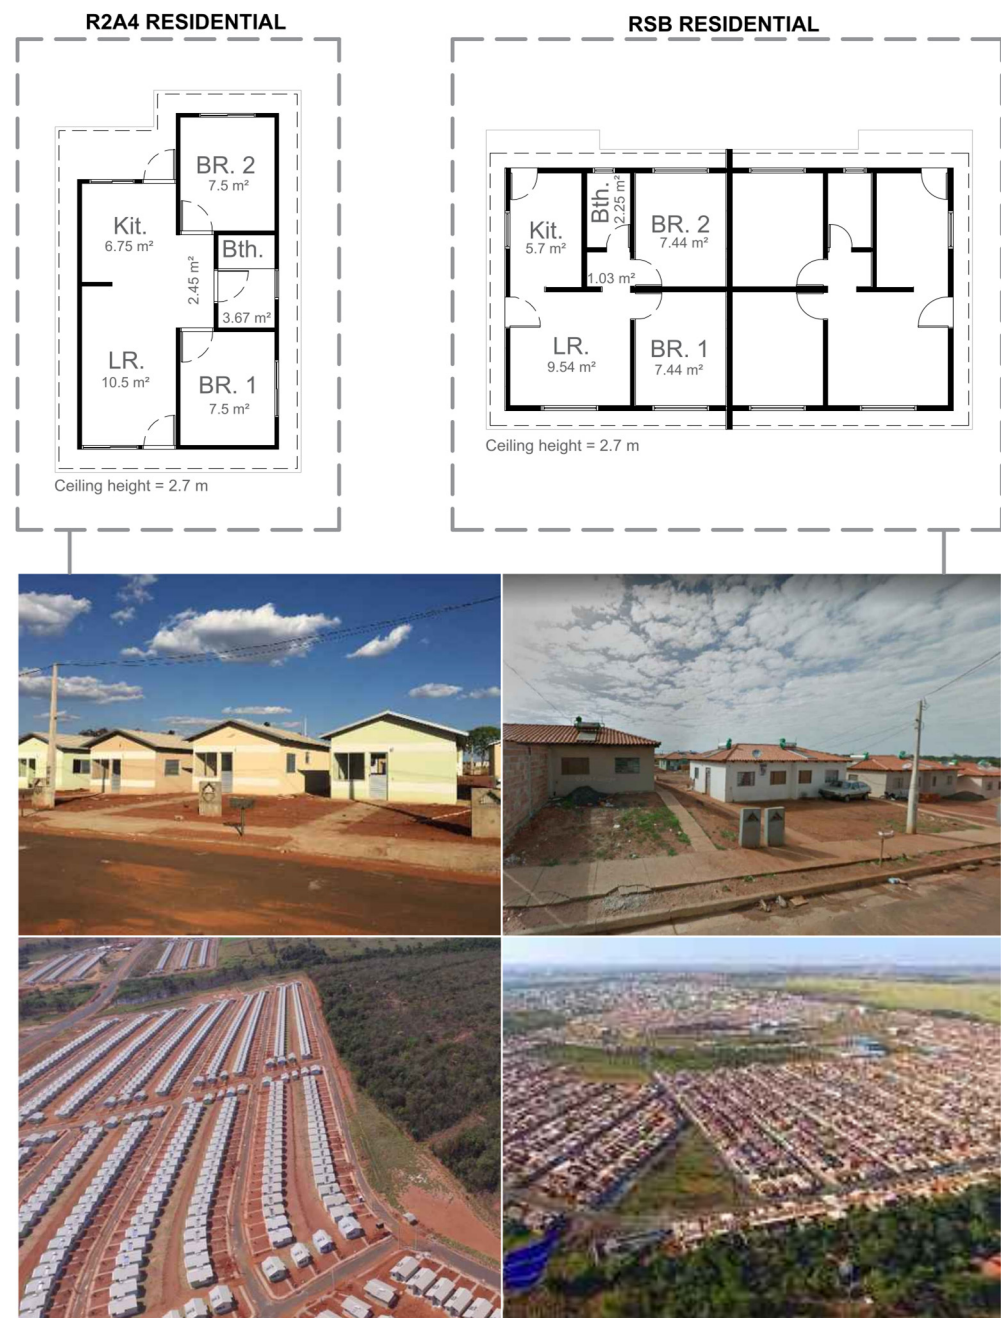 R2A4 RESIDENTIAL
BR. 2
7.5 m²
Kit.
6.75 m²
Bth.
2.45 m²
3.67 m²
LR.
10.5 m²
BR. 1
7.5 m²
Ceiling height = 2.7 m
RSB RESIDENTIAL
Kit.
5.7 m²
Bth.
2.25 m²
BR. 2
7.44 m²
1.03 m²
LR.
9.54 m²
BR. 1
7.44 m²
Ceiling height = 2.7 m